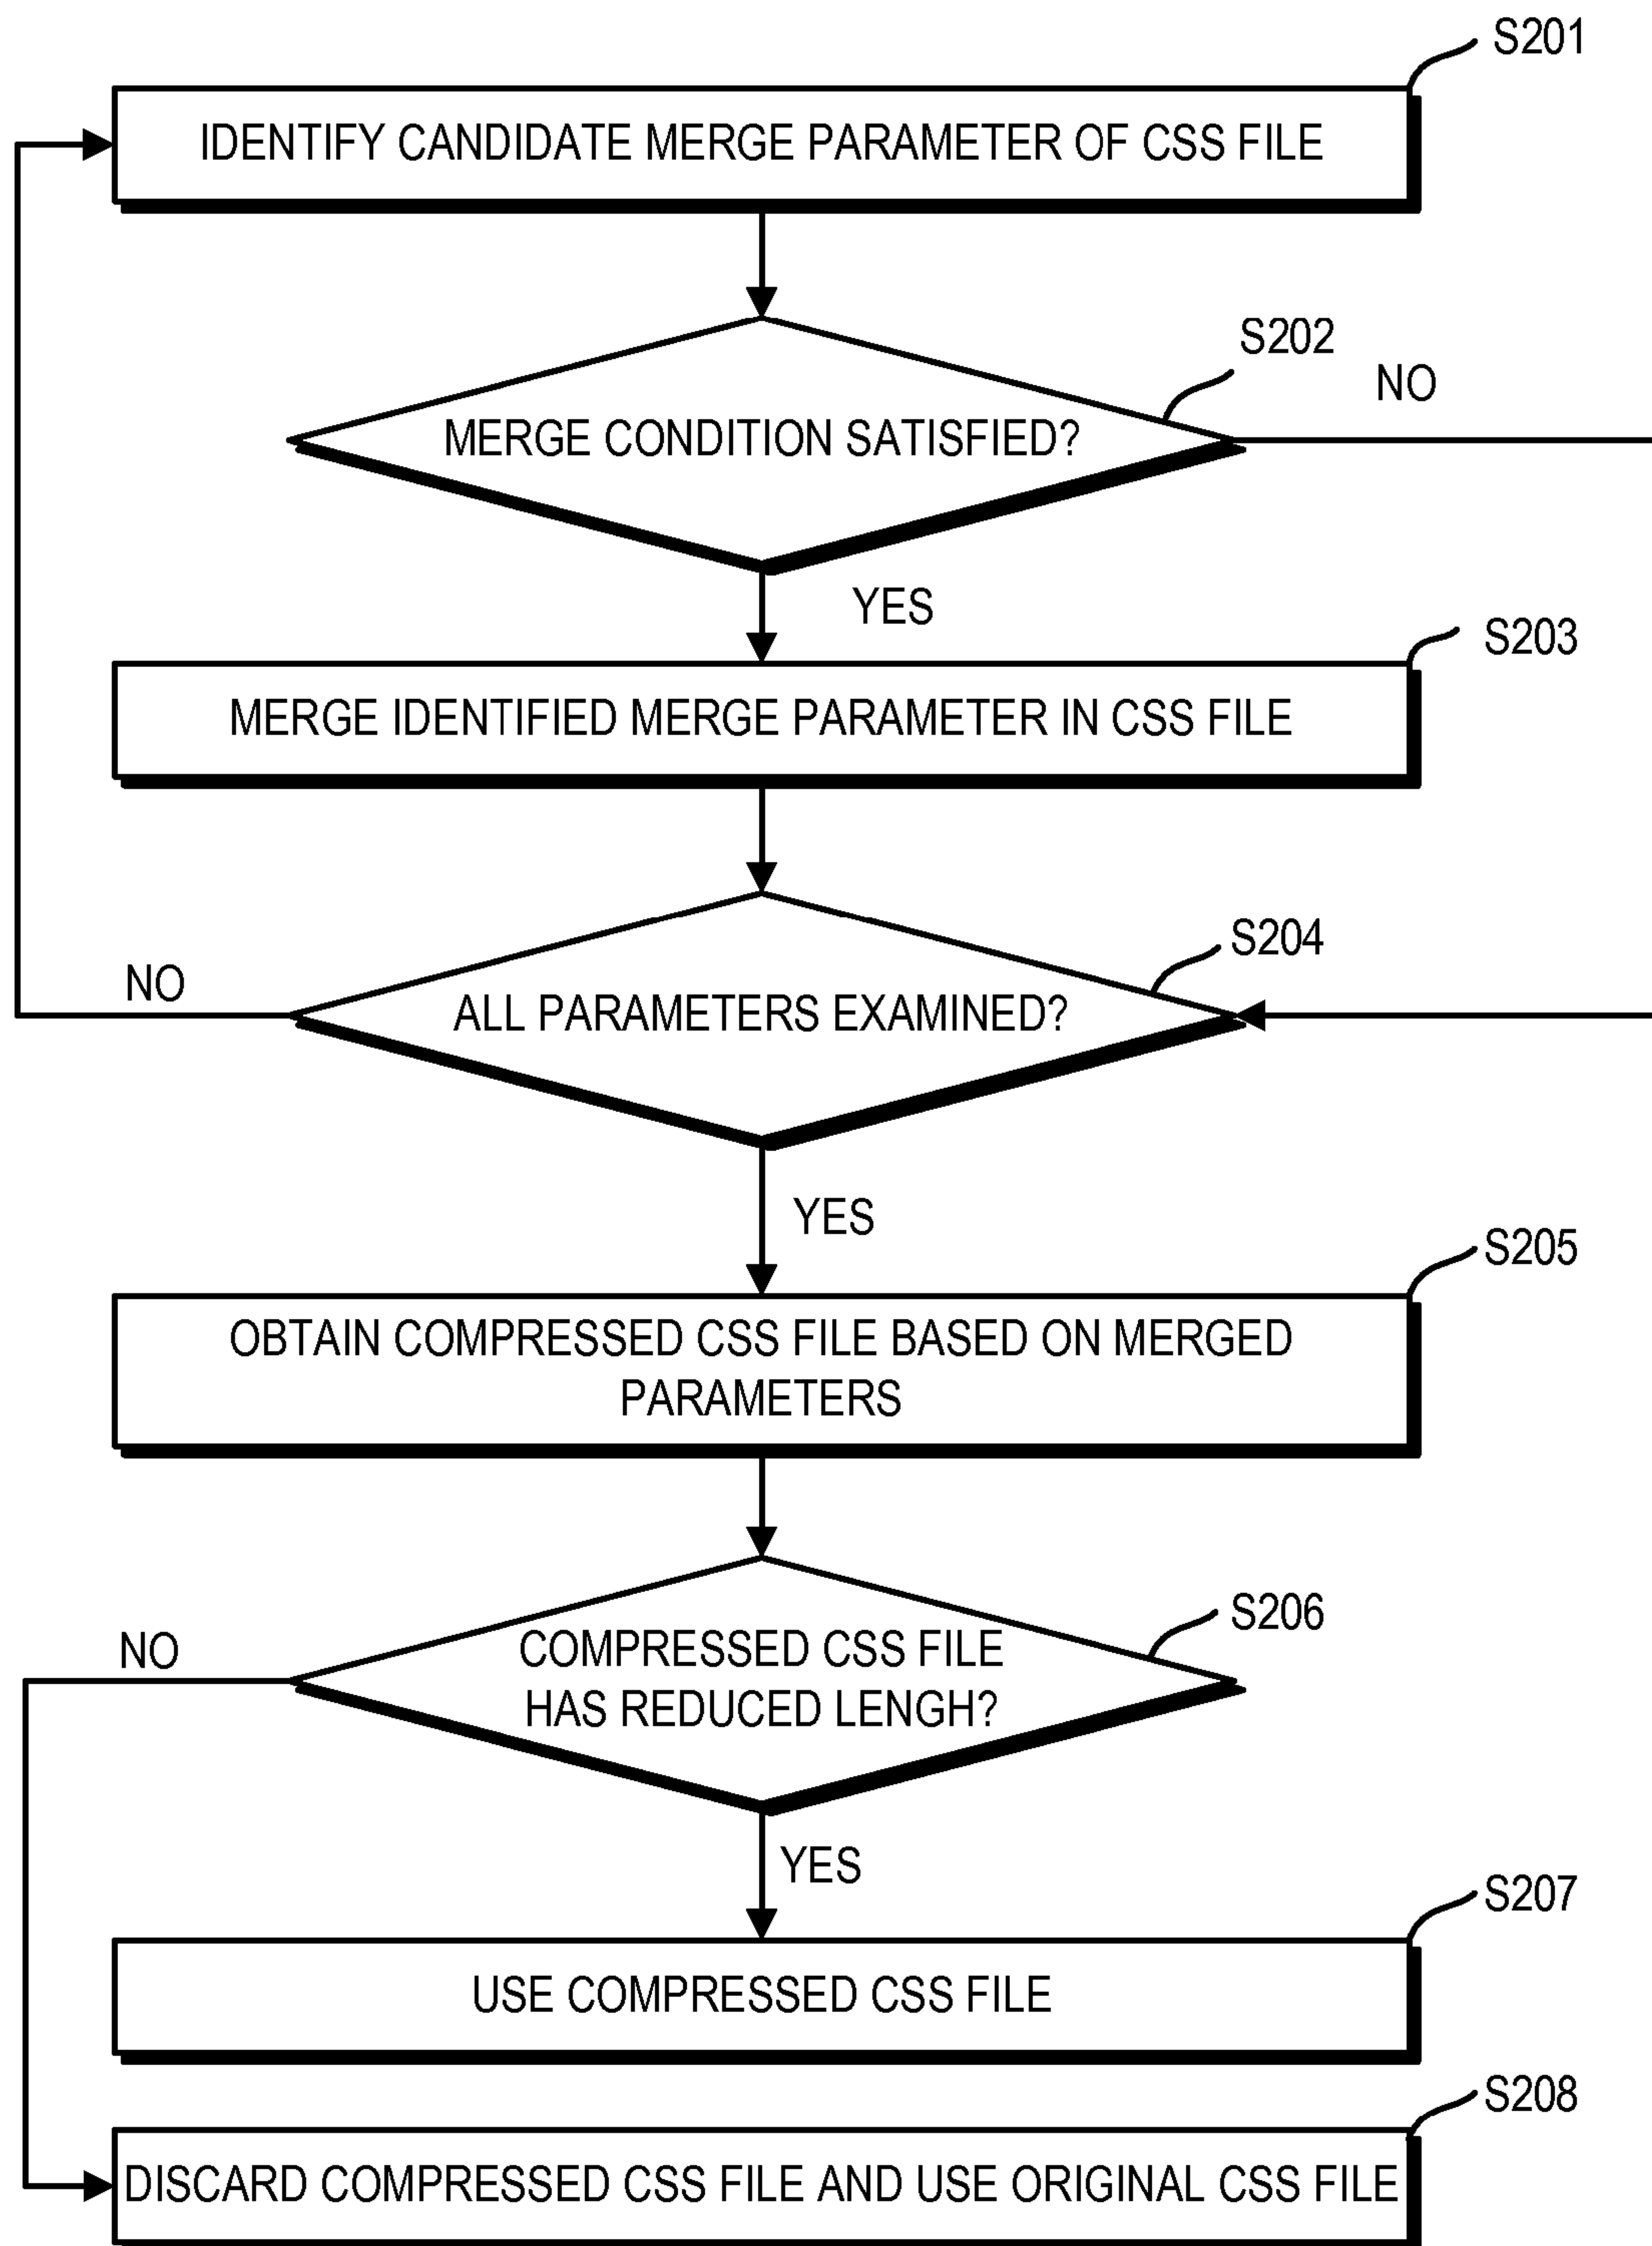 S201
IDENTIFY CANDIDATE MERGE PARAMETER OF CSS FILE
S202
NO
MERGE CONDITION SATISFIED?
YES
S203
MERGE IDENTIFIED MERGE PARAMETER IN CSS FILE
S204
NO
ALL PARAMETERS EXAMINED?
YES
S205
OBTAIN COMPRESSED CSS FILE BASED ON MERGED
PARAMETERS
S206
NO
COMPRESSED CSS FILE
HAS REDUCED LENGH?
YES
S207
USE COMPRESSED CSS FILE
S208
DISCARD COMPRESSED CSS FILE AND USE ORIGINAL CSS FILE